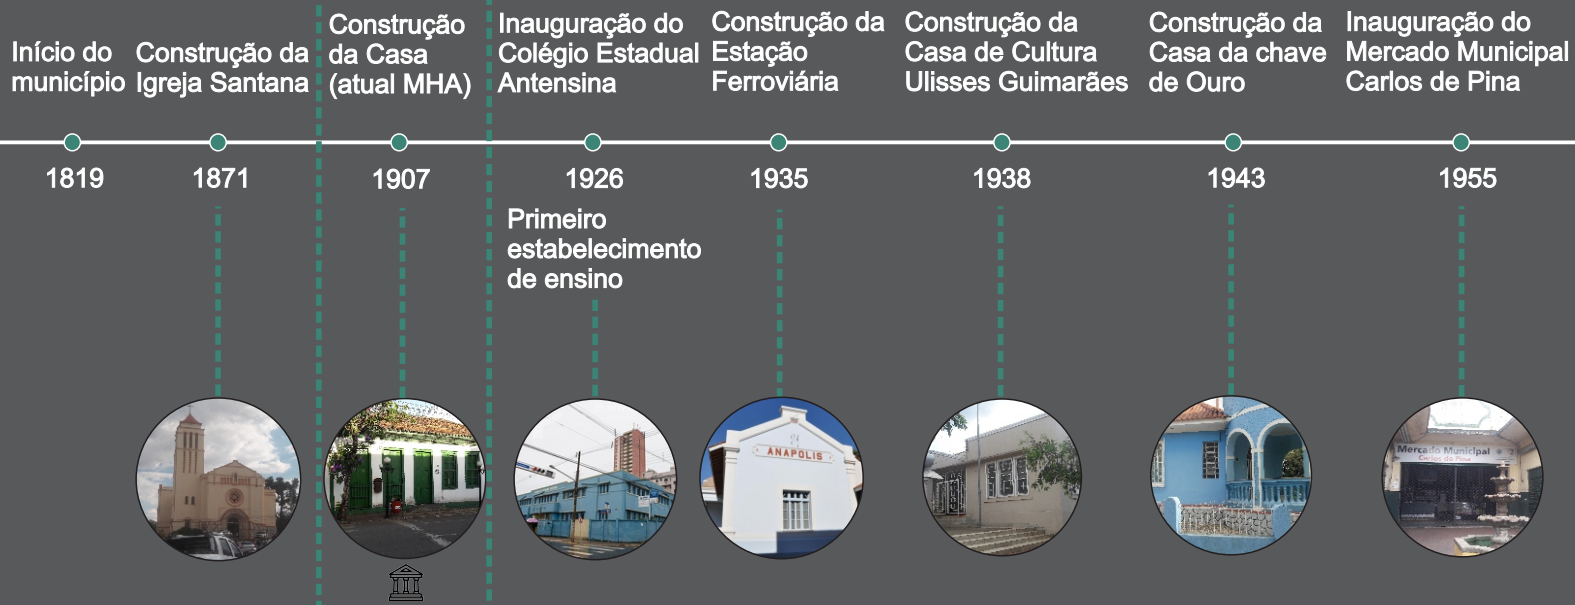 Início do
município
Construção da
Igreja Santana
Construção
da Casa
(atual MHA)
Inauguração do
Colégio Estadual
Antensina
Construção da
Estação
Ferroviária
Construção da
Casa de Cultura
Ulisses Guimarães
Construção da
Casa da chave
de Ouro
Inauguração do
Mercado Municipal
Carlos de Pina
1819
1871
1907
1926
1935
1938
1943
1955
Primeiro
estabelecimento
de ensino
ANAPOLIS
Mercado Municipal
Carlos de Pina